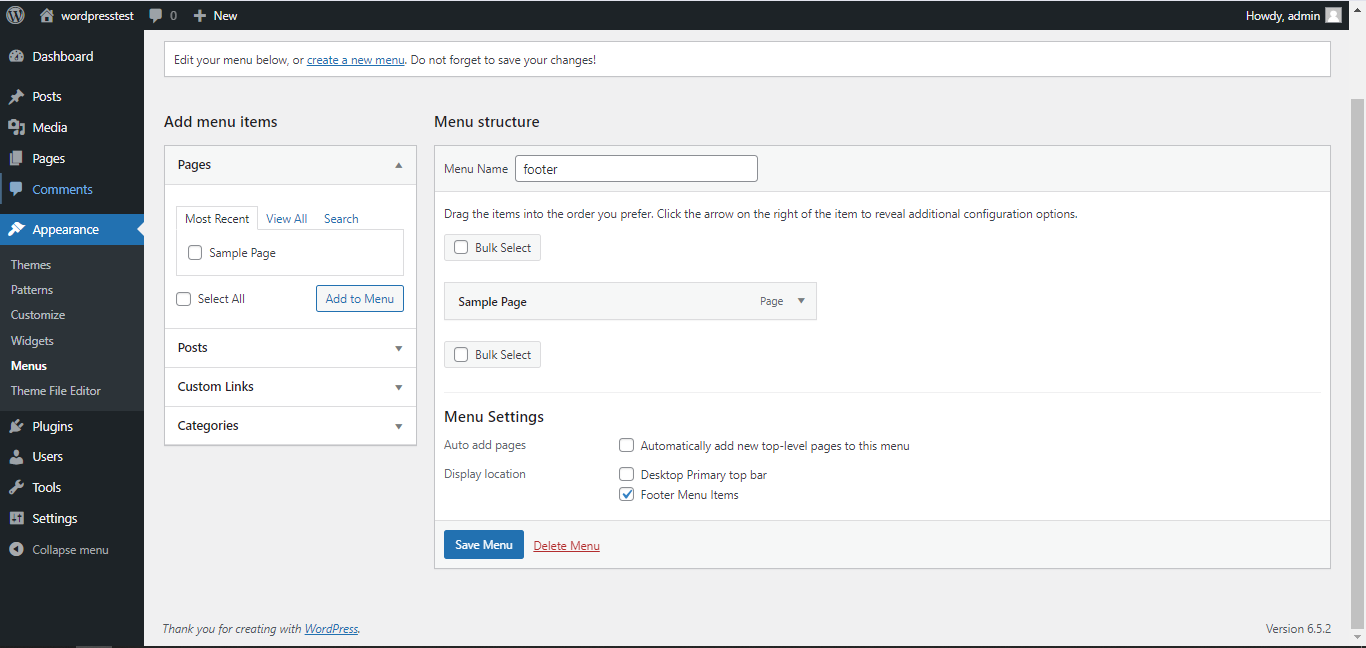 wordpresstest 0 New Howdy, admin
Dashboard
Posts
Media
Pages
Comments
Appearance
Themes
Patterns
Customize
Widgets
Menus
Theme File Editor
Plugins
Users
Tools
Settings
Collapse menu
Edit your menu below, or create a new menu. Do not forget to save your changes!
Add menu items
Pages
Most Recent View All Search
Sample Page
Select All Add to Menu
Posts
Custom Links
Categories
Menu structure
Menu Name footer
Drag the items into the order you prefer. Click the arrow on the right of the item to reveal additional configuration options.
Bulk Select
Sample Page Page
Bulk Select
Menu Settings
Auto add pages Automatically add new top-level pages to this menu
Display location Desktop Primary top bar
Footer Menu Items
Save Menu Delete Menu
Thank you for creating with WordPress. Version 6.5.2